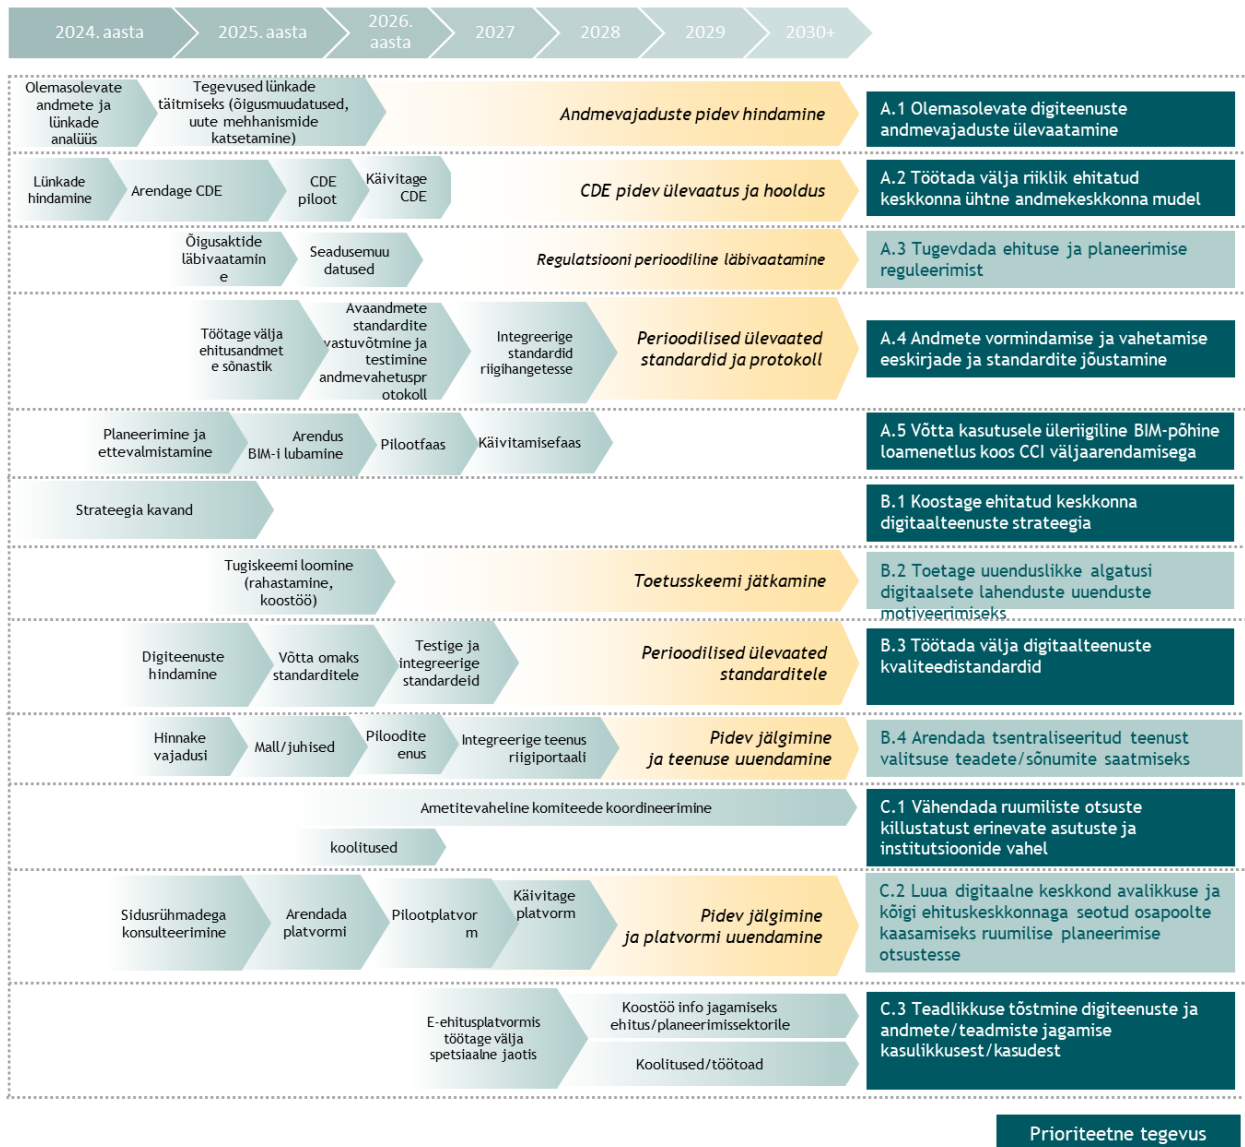 2024. aasta
2025. aasta
2026.
aasta
2027
2028
2029
2030+
Olemasolevate
andmete ja
lünkade
analüüs
Tegevused lünkade
täitmiseks (õigusmuudatused,
uute mehhanismide
katsetamine)
Andmevajaduste pidev hindamine
A.1 Olemasolevate digiteenuste
andmevajaduste ülevaatamine
Lünkade
hindamine
Arendage CDE
CDE
piloot
Käivitage
CDE
CDE pidev ülevaatus ja hooldus
A.2 Töötada välja riiklik ehitatud
keskkonna ühtne andmekeskkonna mudel
Õigusaktide
läbivaatamin
e
Seadusemuu
datused
Regulatsiooni perioodiline läbivaatamine
A.3 Tugevdada ehituse ja planeerimise
reguleerimist
Töötage välja
ehitusandmet
e sõnastik
Avaandmete
standardite
vastuvõtmine ja
testimine
andmevahetuspr
otokoll
Integreerige
standardid
riigihangetesse
Perioodilised ülevaated
standardid ja protokoll
A.4 Andmete vormindamise ja vahetamise
eeskirjade ja standardite jõustamine
Planeerimine ja
ettevalmistamine
Arendus
BIM-i lubamine
Pilootfaas
Käivitamisefaas
A.5 Võtta kasutusele üleriigiline BIM-põhine
loamenetlus koos CCI väljaarendamisega
Strateegia kavand
B.1 Koostage ehitatud keskkonna
digitaalteenuste strateegia
Tugiskeemi loomine
(rahastamine,
koostöö)
Toetusskeemi jätkamine
B.2 Toetage uuenduslikke algatusi
digitaalsete lahenduste uuenduste
motiveerimiseks
Digiteenuste
hindamine
Võtta omaks
standarditele
Testige ja
integreerige
standardeid
Perioodilised ülevaated
standarditele
B.3 Töötada välja digitaalteenuste
kvaliteedistandardid
Hinnake
vajadusi
Mall/juhised
Pilooditeenus
Integreerige teenus
riigiportaali
Pidev jälgimine
ja teenuse uuendamine
B.4 Arendada tsentraliseeritud teenust
valitsuse teadete/sõnumite saatmiseks
Ametitevaheline komiteede koordineerimine
koolitused
C.1 Vähendada ruumiliste otsuste
killustatust erinevate asutuste ja
institutsioonide vahel
Sidusrühmadega
konsulteerimine
Arendada
platvormi
Pilootplatvor
m
Käivitage
platvorm
Pidev jälgimine
ja platvormi uuendamine
C.2 Luua digitaalne keskkond avalikkuse ja
kõigi ehituskeskkonnaga seotud osapoolte
kaasamiseks ruumilise planeerimise
otsustesse
E-ehitusplatvormis
töötage välja
spetsiaalne jaotis
Koostöö info jagamiseks
ehitus/planeerimissektorile
Koolitused/töötoad
C.3 Teadlikkuse tõstmine digiteenuste ja
andmete/teadmiste jagamise
kasulikkusest/kasudest
Prioriteetne tegevus